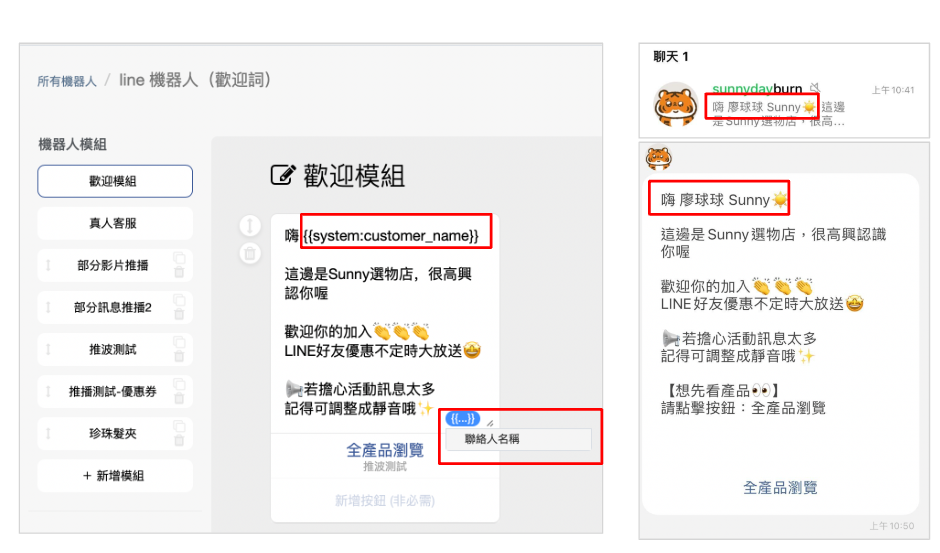 所有機器人 / line 機器人（歡迎詞）
機器人模組
歡迎模組
真人客服
部分影片推播
部分訊息推播2
推波測試
推播測試-優惠券
珍珠髮夾
+ 新增模組
歡迎模組
嗨 {{system:customer_name}}
這邊是Sunny選物店，很高興
認你喔
歡迎你的加入👏👏👏
LINE好友優惠不定時大放送🤩
📢若擔心活動訊息太多
記得可調整成靜音哦✨
{{...}}
聯絡人名稱
全產品瀏覽
推波測試
新增按鈕 (非必需)
聊天 1
sunnydayburn
上午10:41
嗨 廖球球 Sunny☀️ 這邊
是Sunny選物店，很高...
嗨 廖球球 Sunny☀️
這邊是 Sunny 選物店，很高興認識
你喔
歡迎你的加入👏👏👏
LINE 好友優惠不定時大放送🤩
📢若擔心活動訊息太多
記得可調整成靜音哦✨
【想先看產品👀】
請點擊按鈕：全產品瀏覽
全產品瀏覽
上午10:50